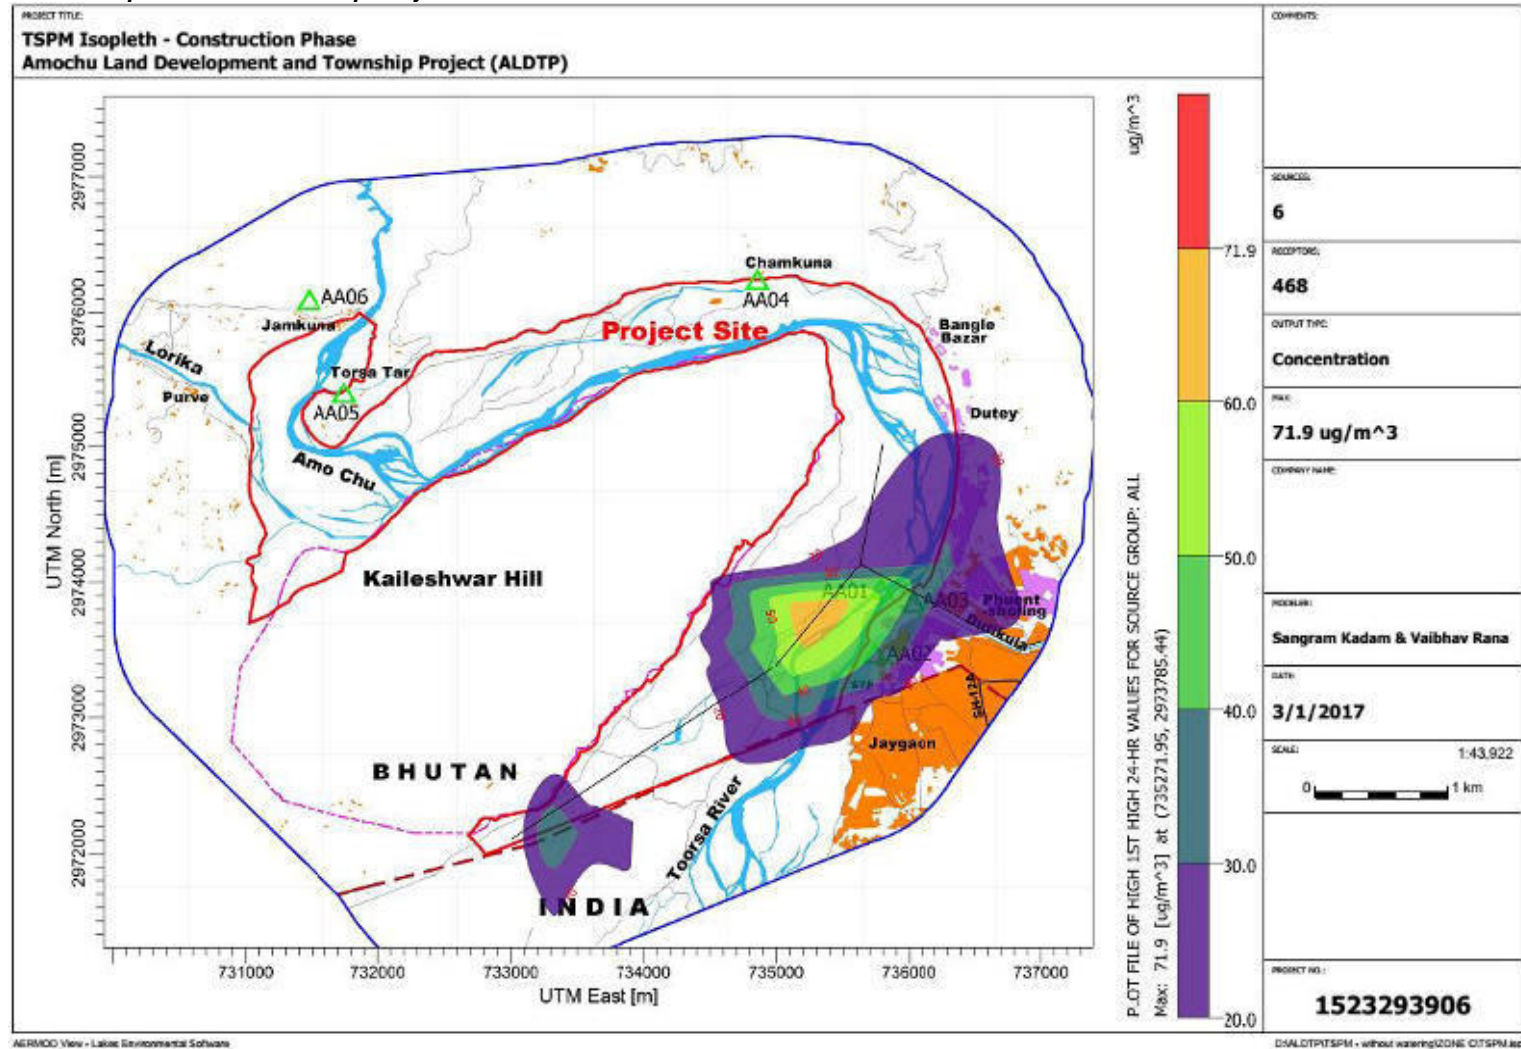 PROJECT TITLE:
TSPM Isopleth - Construction Phase
Amochu Land Development and Township Project (ALDTP)
COMMENTS:
SOURCES:
6
RECEPTORS:
468
OUTPUT TYPE:
Concentration
MAX:
71.9 ug/m^3
COMPANY NAME:
MODELER:
Sangram Kadam & Vaibhav Rana
DATE:
3/1/2017
SCALE:
1:43,922
0
1 km
PROJECT NO.:
1523293906
UTM North [m]
2977000
2976000
2975000
2974000
2973000
2972000
731000
732000
733000
734000
735000
736000
737000
UTM East [m]
Chamkuna
AA04
AA06
Jamkuna
Project Site
Bangle
Bazar
Lorika
Torsa Tar
Purve
AA05
Dutey
Amo Chu
Kaileshwar Hill
AA01
AA03
Phuent
-sholing
AA02
SH-12A
Jaygaon
BHUTAN
Toorsa River
INDIA
ug/m^3
71.9
60.0
50.0
40.0
30.0
20.0
PLOT FILE OF HIGH 1ST HIGH 24-HR VALUES FOR SOURCE GROUP: ALL
Max: 71.9 [ug/m^3] at (735271.95, 2973785.44)
AERMOD View - Lakes Environmental Software